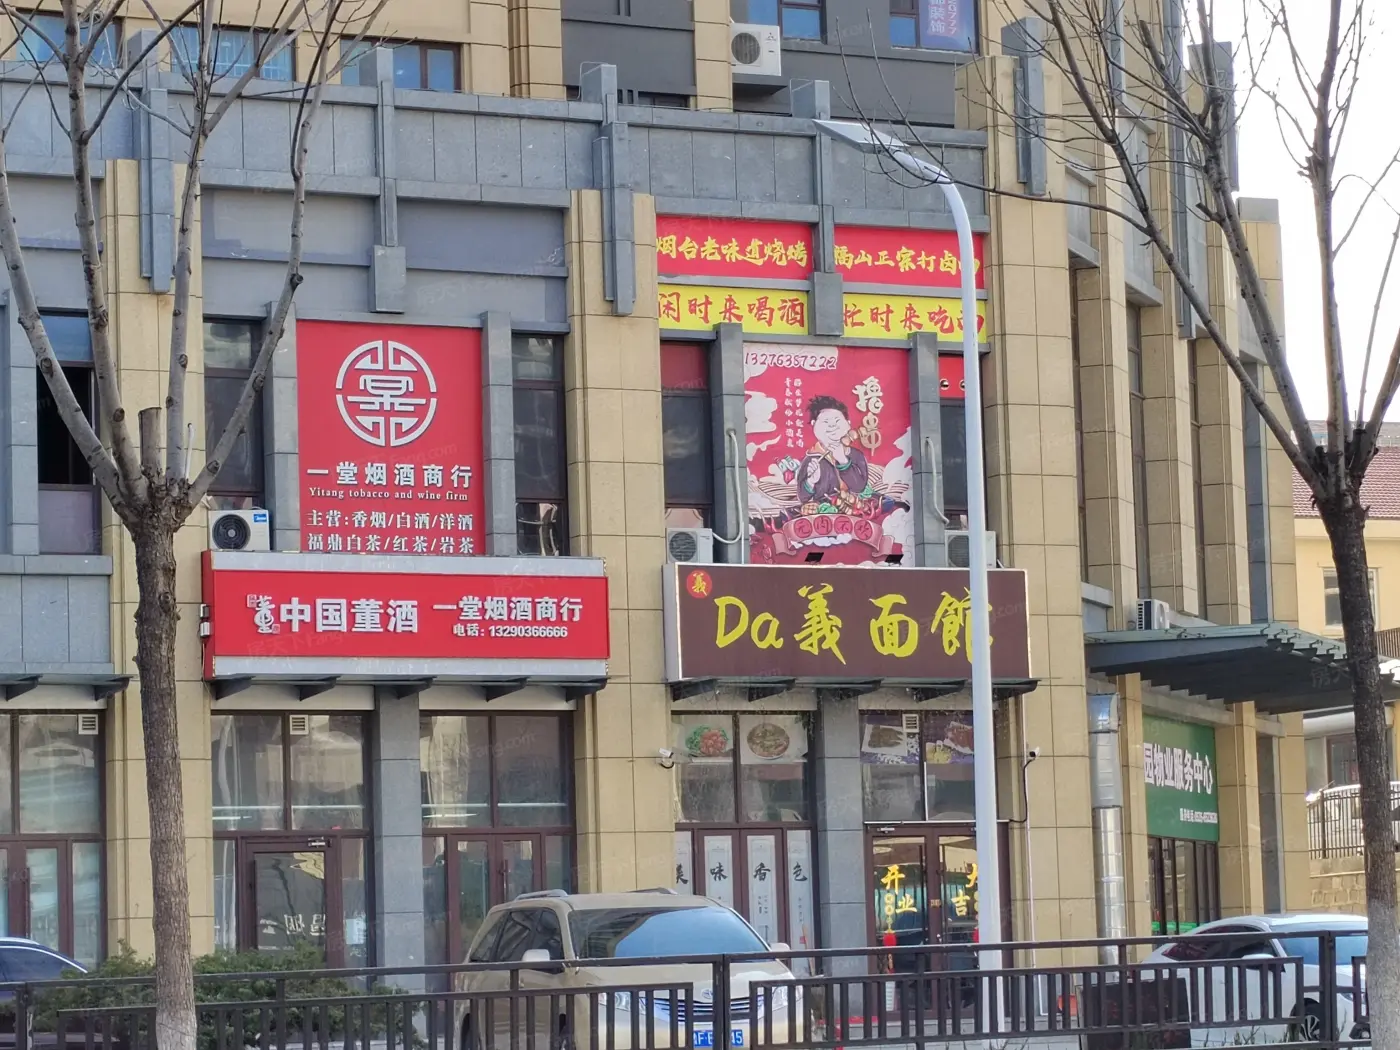 烟台老味道烧烤
福山正宗打卤面
闲时来喝酒
忙时来吃面
13276387222
撸串
棠
一堂烟酒商行
Yitang tobacco and wine firm
主营:香烟/白酒/洋酒
福鼎白茶/红茶/岩茶
董
中国董酒
一堂烟酒商行
电话:13290366666
義
Da義面館
园物业服务中心
美味香色
开业
大吉